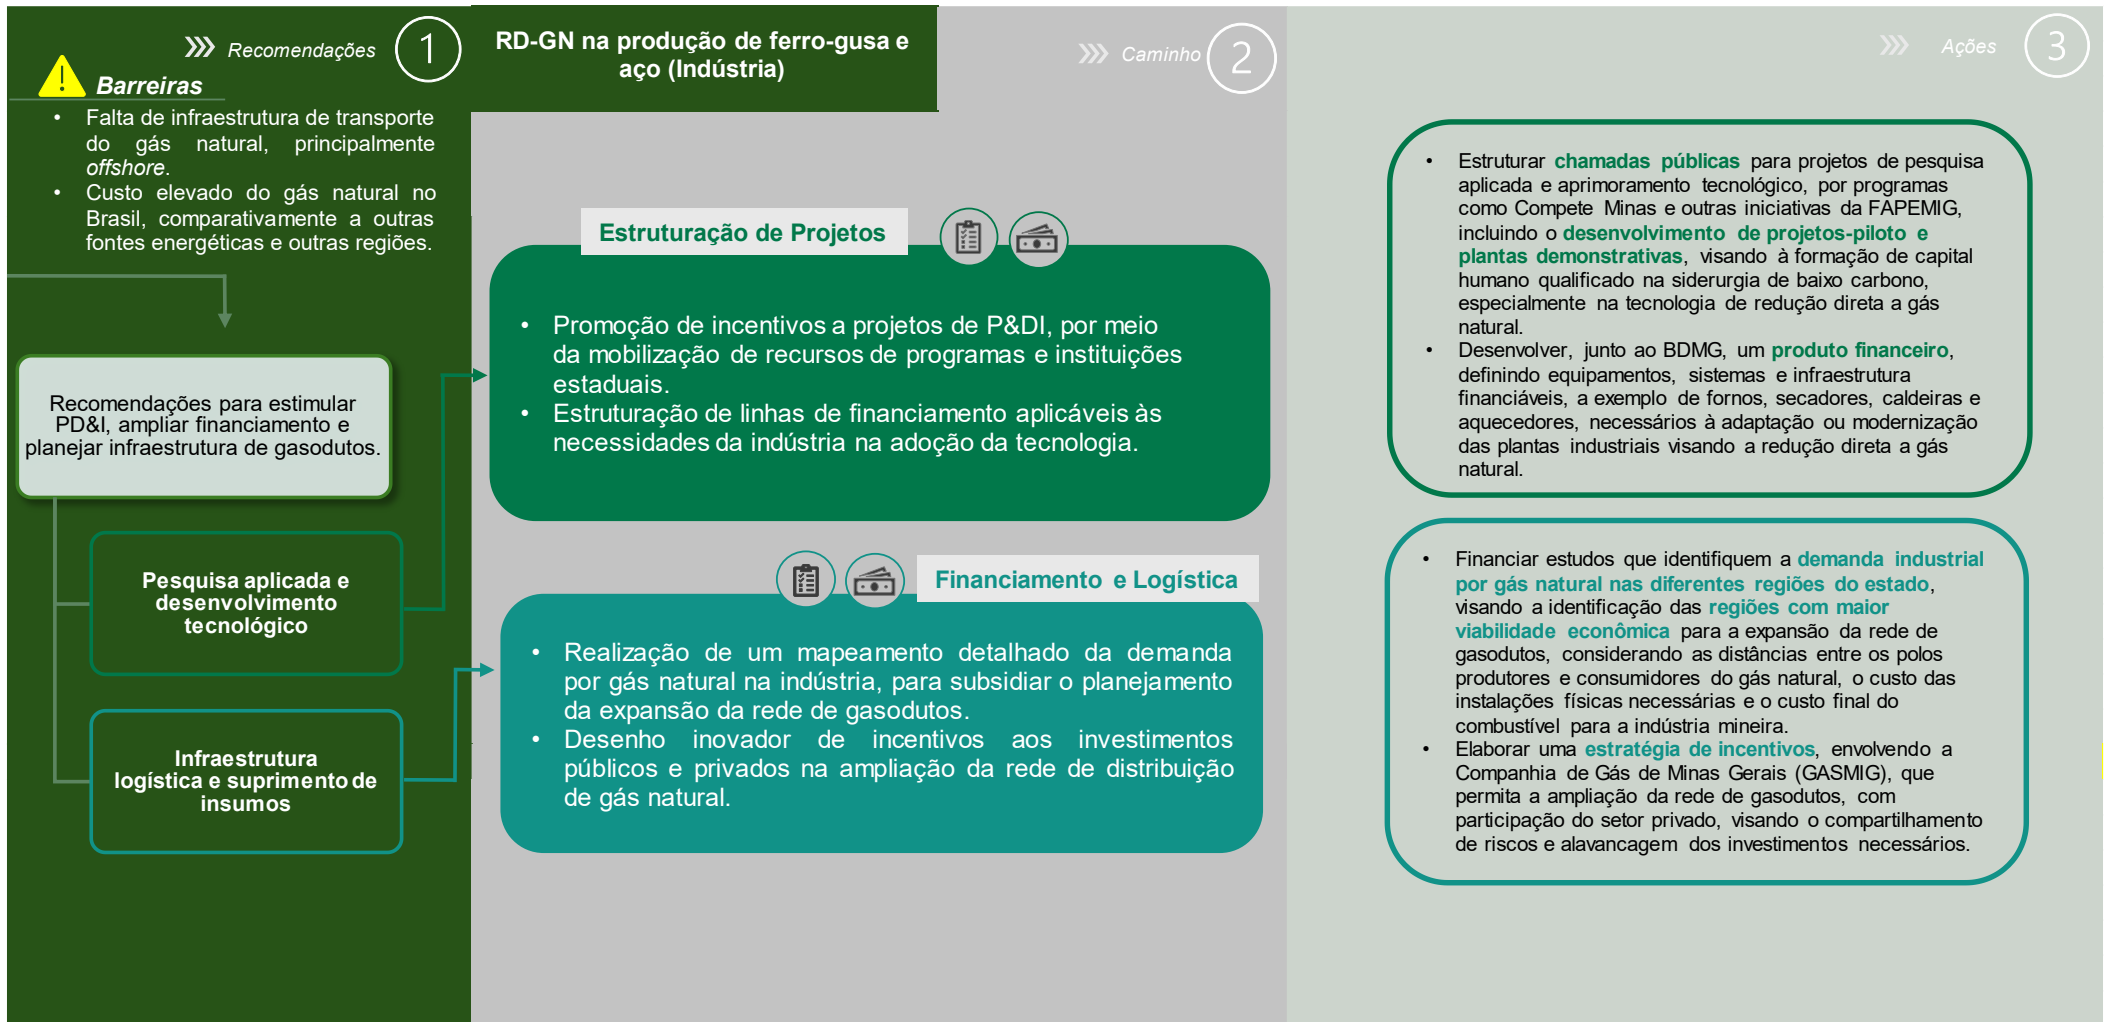 Recomendações
1
Barreiras
• Falta de infraestrutura de transporte
do gás natural, principalmente
offshore.
• Custo elevado do gás natural no
Brasil, comparativamente a outras
fontes energéticas e outras regiões.
Recomendações para estimular
PD&I, ampliar financiamento e
planejar infraestrutura de gasodutos.
Pesquisa aplicada e
desenvolvimento
tecnológico
Infraestrutura
logística e suprimento de
insumos
RD-GN na produção de ferro-gusa e
aço (Indústria)
Caminho
2
Estruturação de Projetos
• Promoção de incentivos a projetos de P&DI, por meio
da mobilização de recursos de programas e instituições
estaduais.
• Estruturação de linhas de financiamento aplicáveis às
necessidades da indústria na adoção da tecnologia.
Financiamento e Logística
• Realização de um mapeamento detalhado da demanda
por gás natural na indústria, para subsidiar o planejamento
da expansão da rede de gasodutos.
• Desenho inovador de incentivos aos investimentos
públicos e privados na ampliação da rede de distribuição
de gás natural.
Ações
3
• Estruturar chamadas públicas para projetos de pesquisa
aplicada e aprimoramento tecnológico, por programas
como Compete Minas e outras iniciativas da FAPEMIG,
incluindo o desenvolvimento de projetos-piloto e
plantas demonstrativas, visando à formação de capital
humano qualificado na siderurgia de baixo carbono,
especialmente na tecnologia de redução direta a gás
natural.
• Desenvolver, junto ao BDMG, um produto financeiro,
definindo equipamentos, sistemas e infraestrutura
financiáveis, a exemplo de fornos, secadores, caldeiras e
aquecedores, necessários à adaptação ou modernização
das plantas industriais visando a redução direta a gás
natural.
• Financiar estudos que identifiquem a demanda industrial
por gás natural nas diferentes regiões do estado,
visando a identificação das regiões com maior
viabilidade econômica para a expansão da rede de
gasodutos, considerando as distâncias entre os polos
produtores e consumidores do gás natural, o custo das
instalações físicas necessárias e o custo final do
combustível para a indústria mineira.
• Elaborar uma estratégia de incentivos, envolvendo a
Companhia de Gás de Minas Gerais (GASMIG), que
permita a ampliação da rede de gasodutos, com
participação do setor privado, visando o compartilhamento
de riscos e alavancagem dos investimentos necessários.